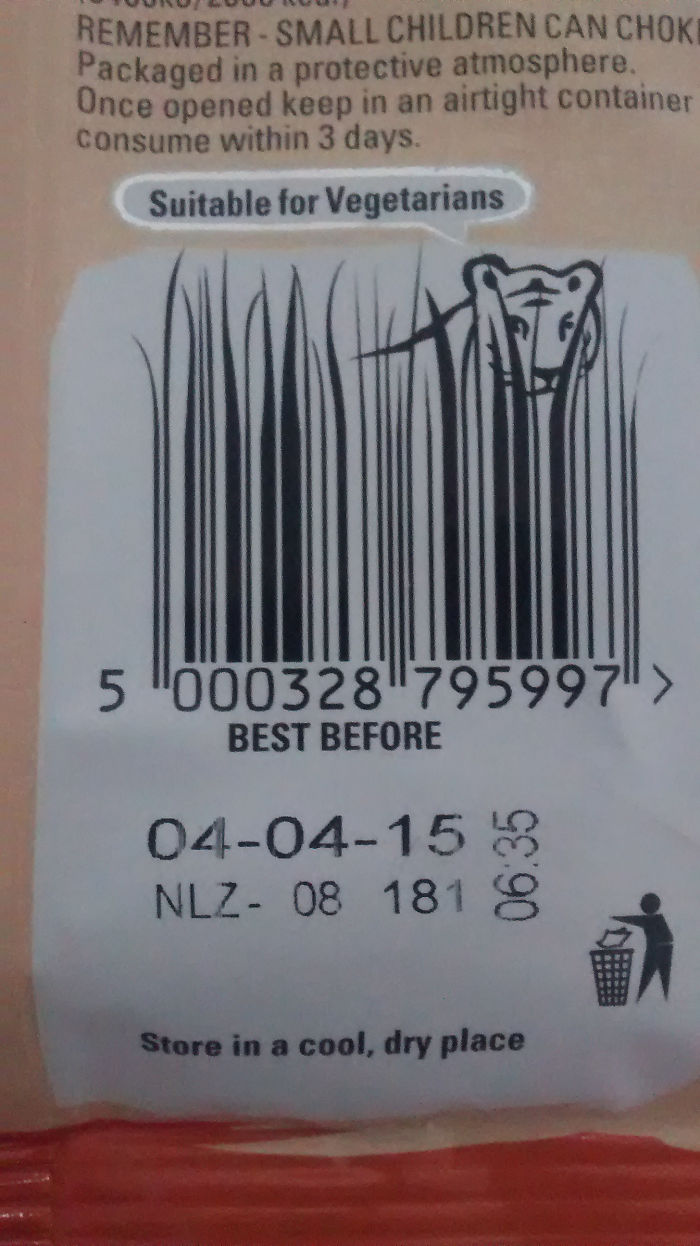 REMEMBER - SMALL CHILDREN CAN
Packaged in a protective atmosphere.
Once opened keep in an airtight container
consume within 3 days.
Suitable for Vegetarians
5 000328 795997 >
BEST BEFORE
04-04-15 06:35
NLZ- 08 181
Store in a cool, dry place